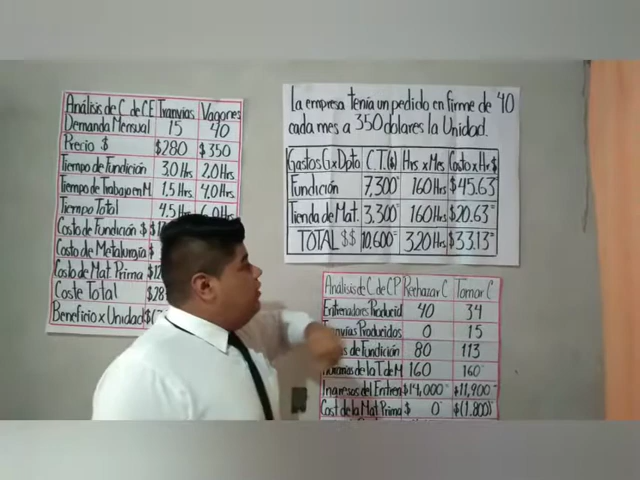 Análisis de C. de CE Tranvías Vagones
Demanda Mensual 15 40
Precio $ $280 $350
Tiempo de Fundición 3.0 Hrs 2.0 Hrs
Tiempo de Trabajo en M. 1.5 Hrs 4.0 Hrs
Tiempo Total 4.5 Hrs
Costo de Fundición $
Costo de Metalurgia $
Costo de Mat. Prima
Coste Total
Beneficio x Unidad
La empresa tenía un pedido en firme de 40
cada mes a 350 dolares la Unidad.
Gastos G x Dpto C.T.($) Hrs x Mes Costo x Hr $
Fundición 7,300 160 Hrs $45.63
Tienda de Mat. 3,300 160 Hrs $20.63
TOTAL $$ 10,600 320 Hrs $33.13
Análisis de C. de CP Rechazar C Tomar C
Entrenadores Producid 40 34
Producidos 0 15
de Fundición 80 113
de la T de M 160 160
Ingresos del Entren $14,000 $11,900
Cost de la Mat Prima $ 0 $(1.800)